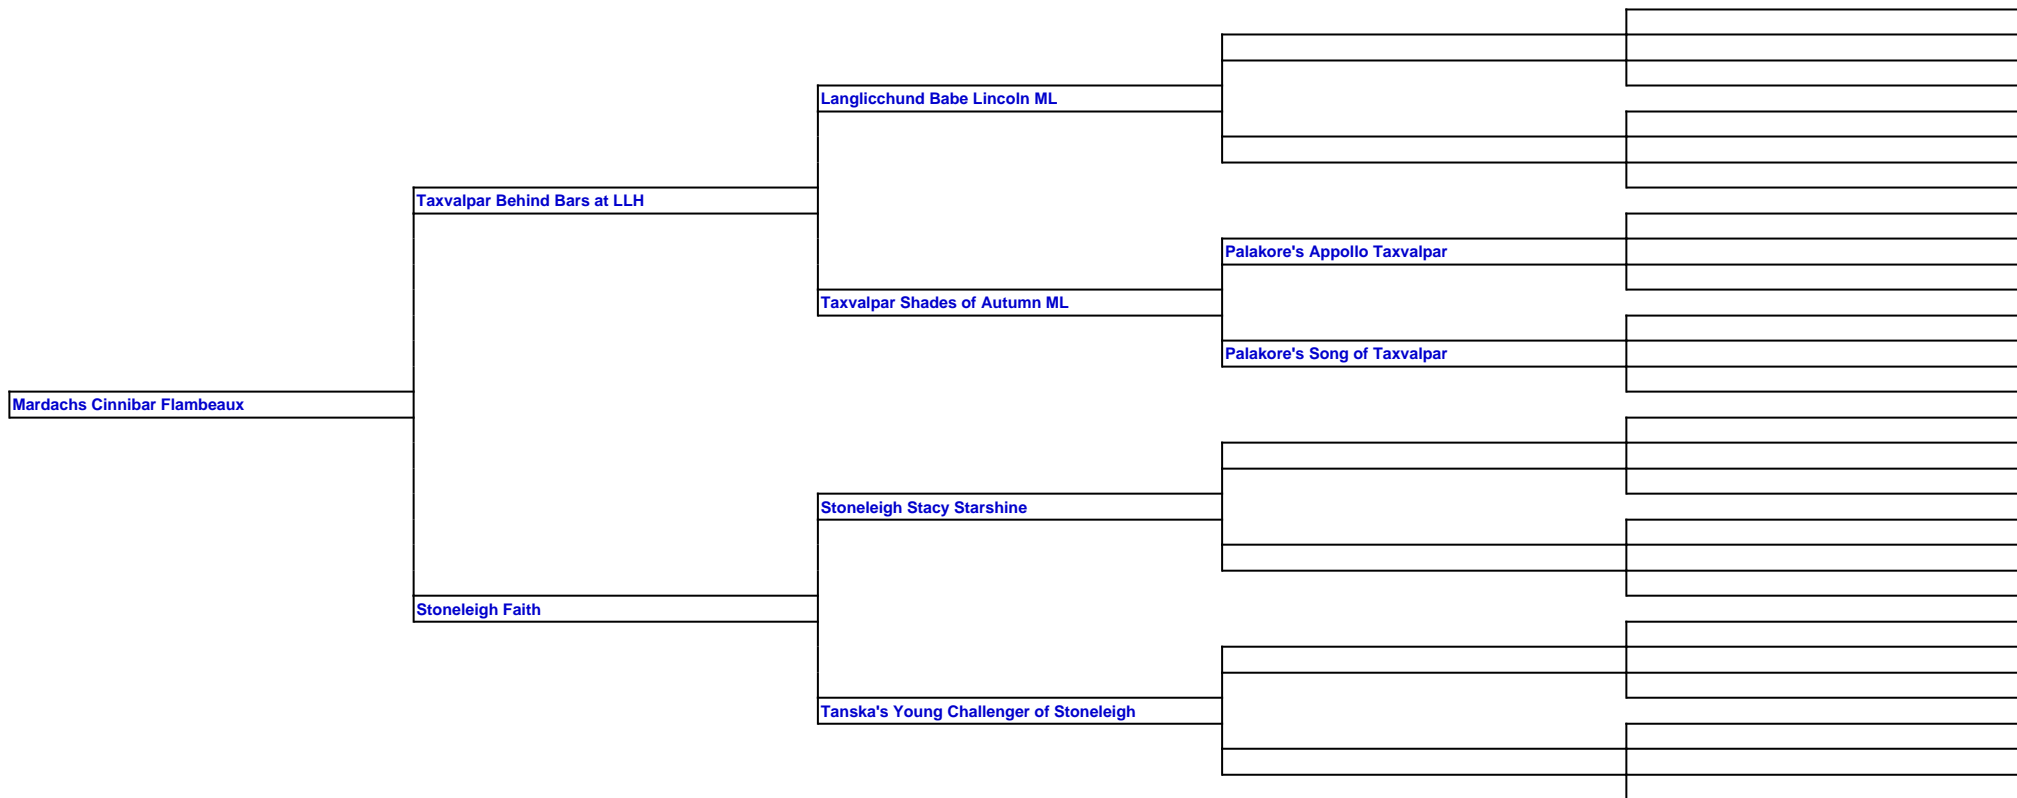 Langlicchund Babe Lincoln ML
Taxvalpar Behind Bars at LLH
Palakore's Appollo Taxvalpar
Taxvalpar Shades of Autumn ML
Palakore's Song of Taxvalpar
Mardachs Cinnibar Flambeaux
Stoneleigh Stacy Starshine
Stoneleigh Faith
Tanska's Young Challenger of Stoneleigh